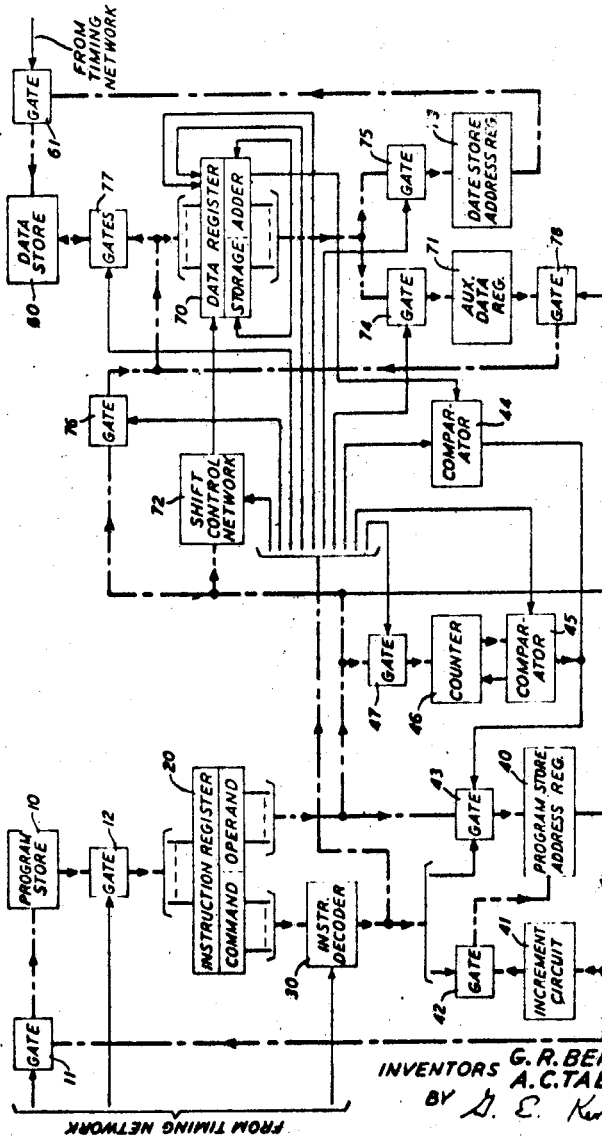 FROM TIMING NETWORK
GATE
11
PROGRAM STORE
10
GATE
12
INSTRUCTION REGISTER
COMMAND OPERAND
20
INSTR. DECODER
30
GATE
42
GATE
43
INCREMENT CIRCUIT
41
PROGRAM STORE ADDRESS REG.
40
GATE
47
COUNTER
46
COMPAR-ATOR
45
COMPAR-ATOR
44
SHIFT CONTROL NETWORK
72
GATE
76
DATA STORE
60
GATES
77
GATE
61
FROM TIMING NETWORK
DATA REGISTER
STORAGE ADDER
70
GATE
74
GATE
75
AUX. DATA REG.
71
DATE STORE ADDRESS REG.
GATE
78
INVENTORS G.R.BE
A.C.TA
BY G. E.